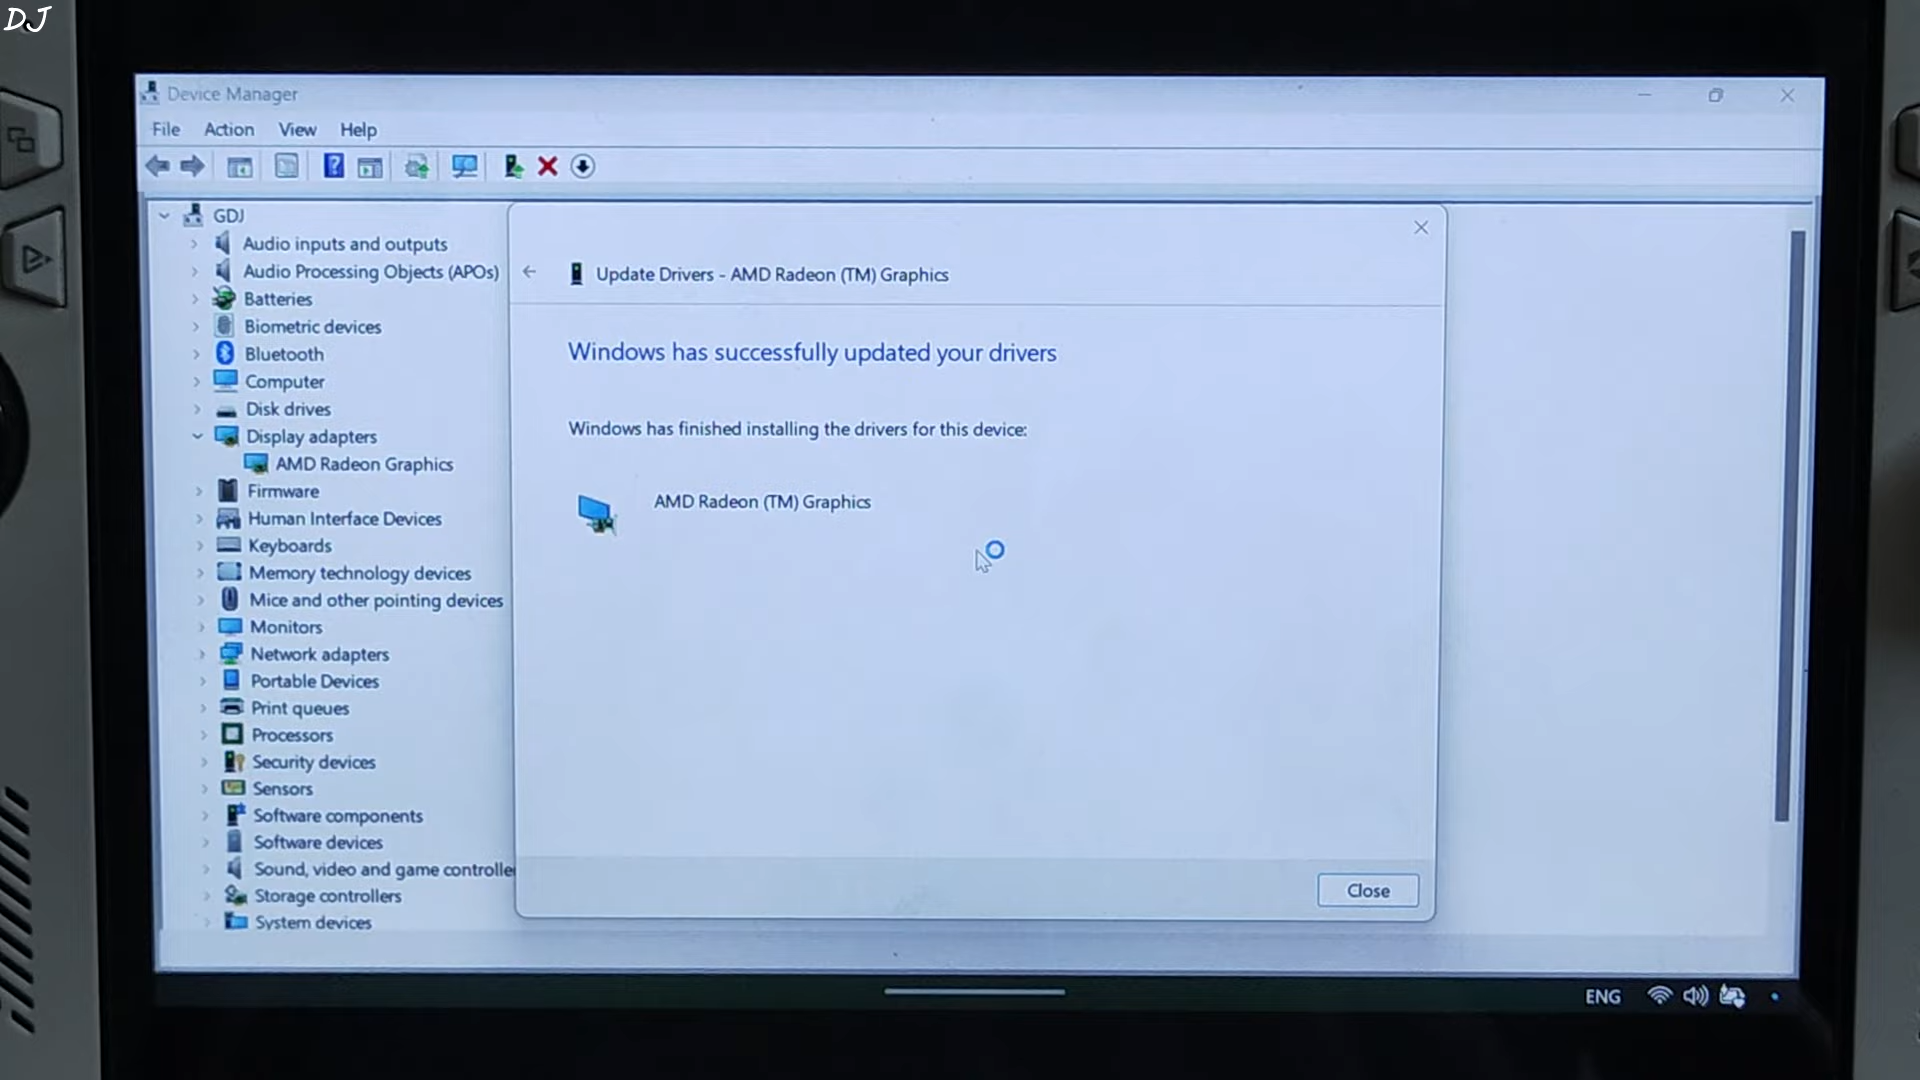 DJ
Device Manager
File Action View Help
GDJ
Audio inputs and outputs
Audio Processing Objects (APOs)
Batteries
Biometric devices
Bluetooth
Computer
Disk drives
Display adapters
AMD Radeon Graphics
Firmware
Human Interface Devices
Keyboards
Memory technology devices
Mice and other pointing devices
Monitors
Network adapters
Portable Devices
Print queues
Processors
Security devices
Sensors
Software components
Software devices
Sound, video and game controlle
Storage controllers
System devices
Update Drivers - AMD Radeon (TM) Graphics
Windows has successfully updated your drivers
Windows has finished installing the drivers for this device:
AMD Radeon (TM) Graphics
Close
ENG